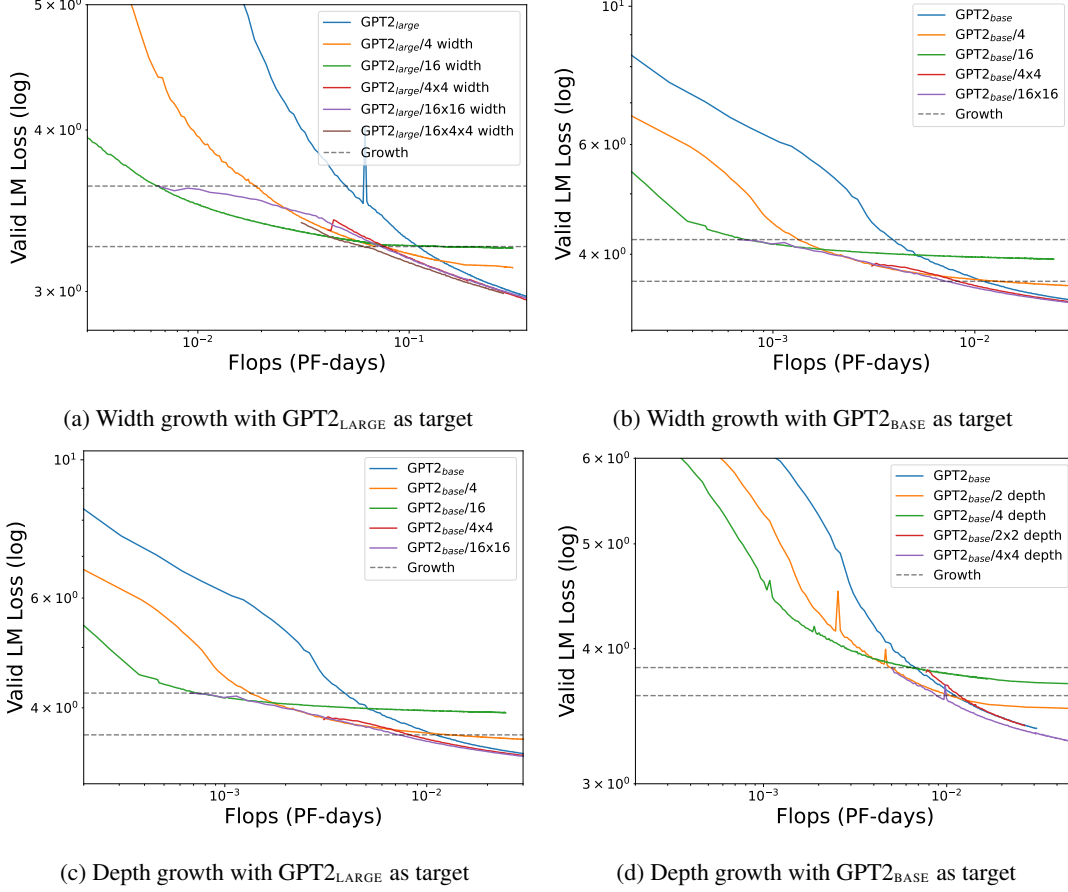 5 × 10⁰
4 × 10⁰
3 × 10⁰
Valid LM Loss (log)
GPT2large
GPT2large/4 width
GPT2large/16 width
GPT2large/4x4 width
GPT2large/16x16 width
GPT2large/16x4x4 width
Growth
10⁻²
10⁻¹
Flops (PF-days)
(a) Width growth with GPT2LARGE as target
10¹
6 × 10⁰
4 × 10⁰
Valid LM Loss (log)
GPT2base
GPT2base/4
GPT2base/16
GPT2base/4x4
GPT2base/16x16
Growth
10⁻³
10⁻²
Flops (PF-days)
(b) Width growth with GPT2BASE as target
10¹
6 × 10⁰
4 × 10⁰
Valid LM Loss (log)
GPT2base
GPT2base/4
GPT2base/16
GPT2base/4x4
GPT2base/16x16
Growth
10⁻³
10⁻²
Flops (PF-days)
(c) Depth growth with GPT2LARGE as target
6 × 10⁰
5 × 10⁰
4 × 10⁰
3 × 10⁰
Valid LM Loss (log)
GPT2base
GPT2base/2 depth
GPT2base/4 depth
GPT2base/2x2 depth
GPT2base/4x4 depth
Growth
10⁻³
10⁻²
Flops (PF-days)
(d) Depth growth with GPT2BASE as target